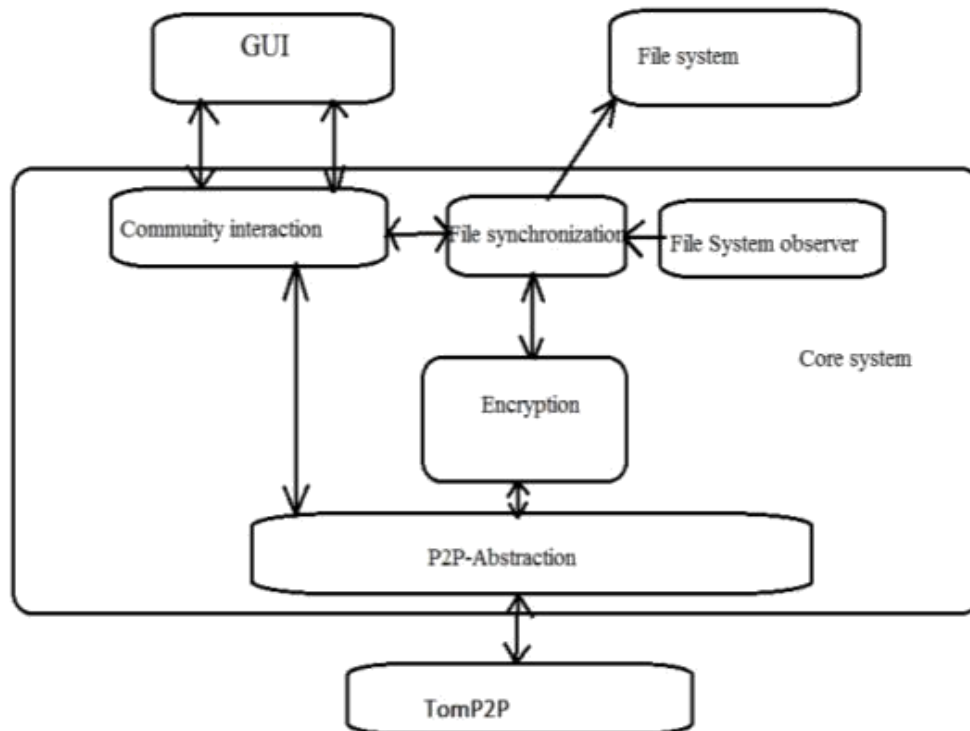 GUI
File system
Community interaction
File synchronization
File System observer
Core system
Encryption
P2P-Abstraction
TomP2P